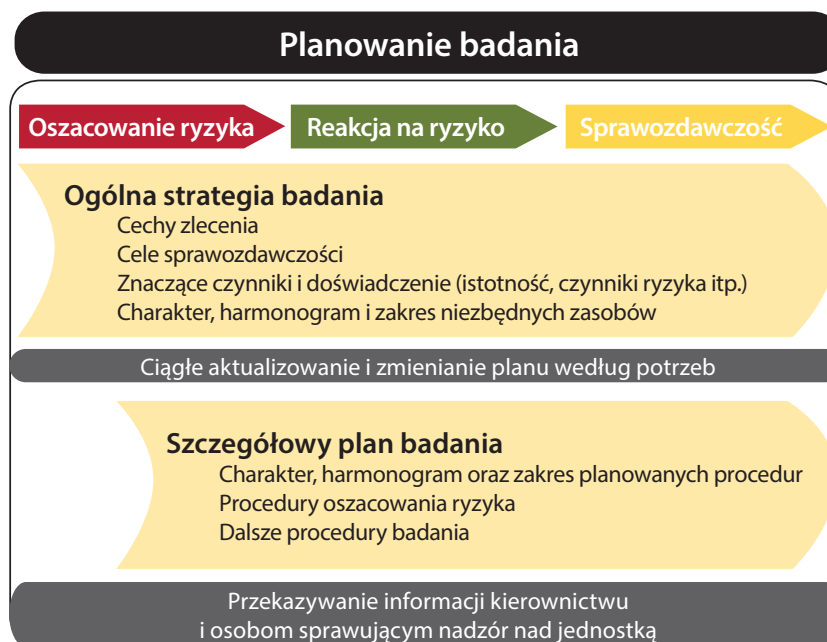 Planowanie badania
Oszacowanie ryzyka
Reakcja na ryzyko
Sprawozdawczość
Ogólna strategia badania
Cechy zlecenia
Cele sprawozdawczości
Znaczące czynniki i doświadczenie (istotność, czynniki ryzyka itp.)
Charakter, harmonogram i zakres niezbędnych zasobów
Ciągłe aktualizowanie i zmienianie planu według potrzeb
Szczegółowy plan badania
Charakter, harmonogram oraz zakres planowanych procedur
Procedury oszacowania ryzyka
Dalsze procedury badania
Przekazywanie informacji kierownictwu
i osobom sprawującym nadzór nad jednostką